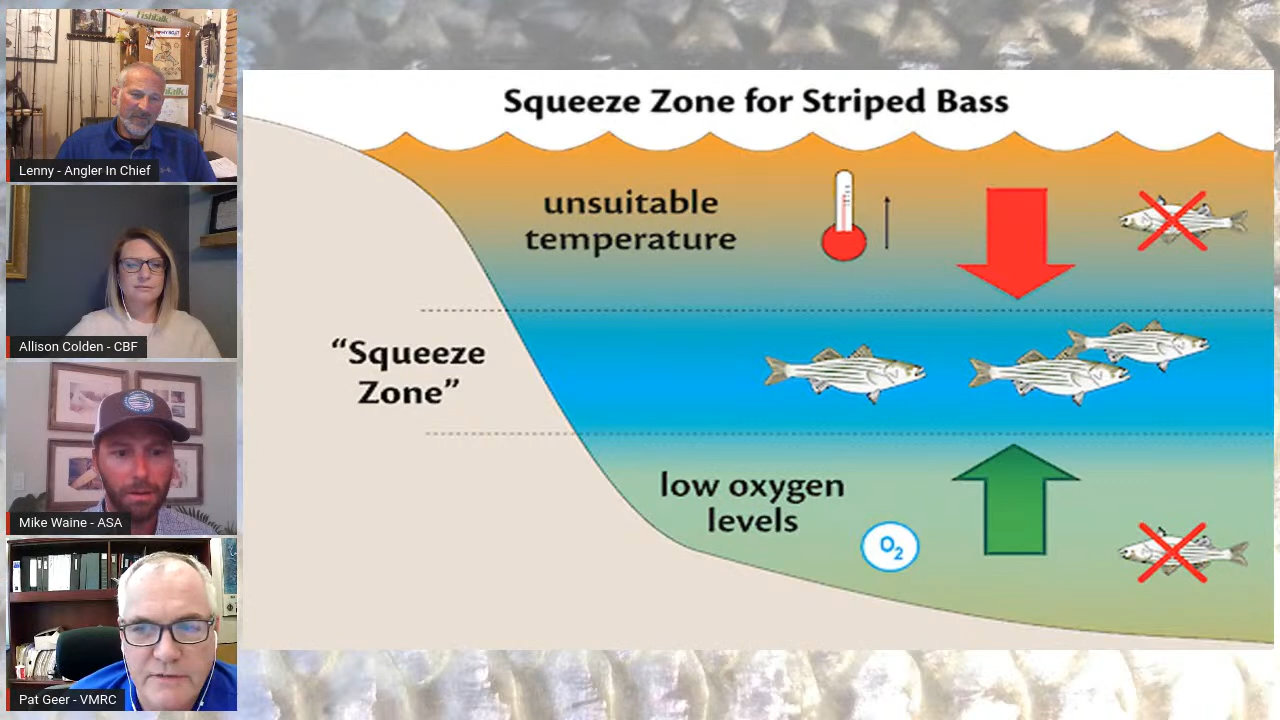 FishTalk
Lenny - Angler In Chief
Allison Colden - CBF
Mike Waine - ASA
Pat Geer - VMRC
Squeeze Zone for Striped Bass
unsuitable
temperature
“Squeeze
Zone”
low oxygen
levels
O₂